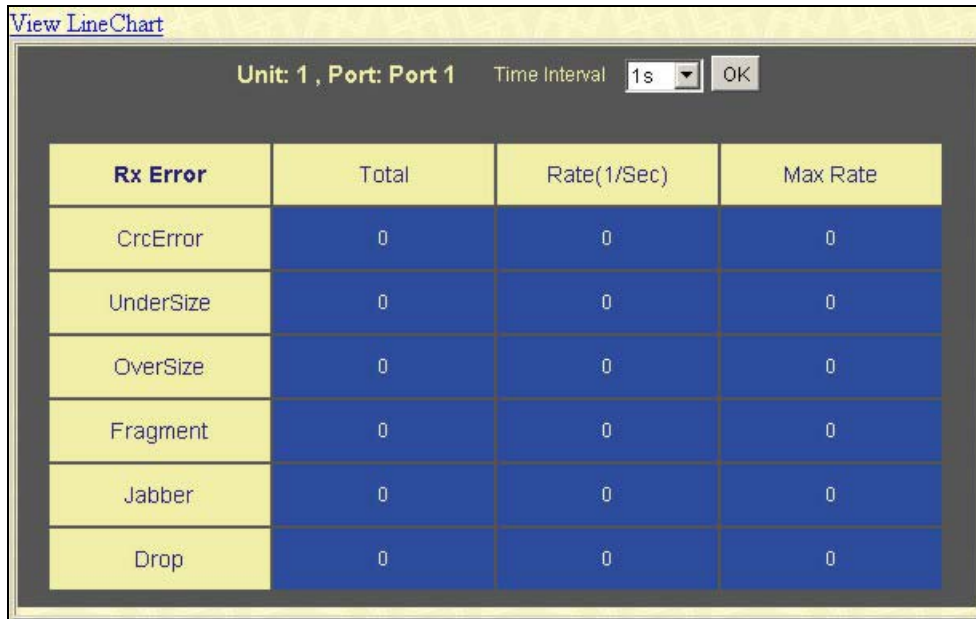 View LineChart
Unit: 1 , Port: Port 1 Time Interval 1s OK
Rx Error Total Rate(1/Sec) Max Rate
CrcError 0 0 0
UnderSize 0 0 0
OverSize 0 0 0
Fragment 0 0 0
Jabber 0 0 0
Drop 0 0 0